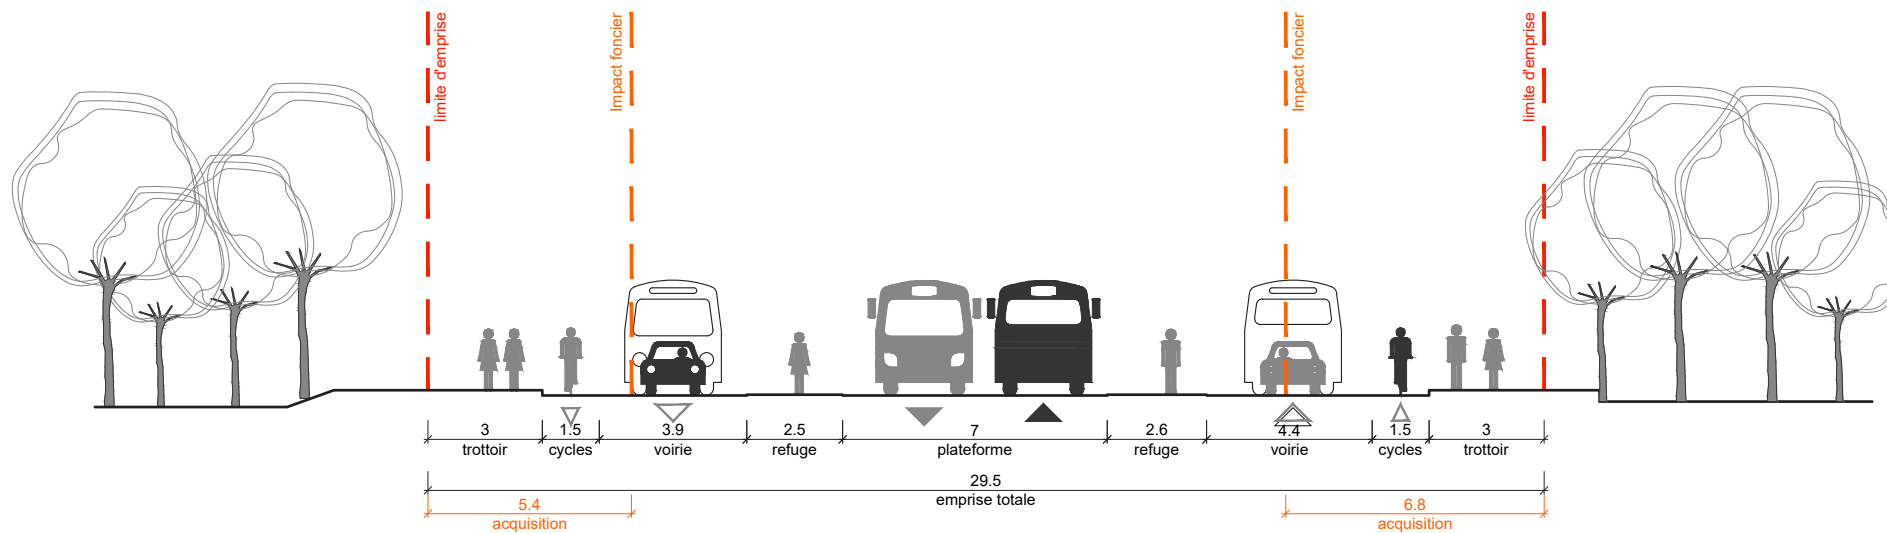 limite d'emprise
Impact foncier
Impact foncier
limite d'emprise
3 1.5 3.9 2.5 7 2.6 4.4 1.5 3
trottoir cycles voirie refuge plateforme refuge voirie cycles trottoir
29.5
emprise totale
5.4 6.8
acquisition acquisition